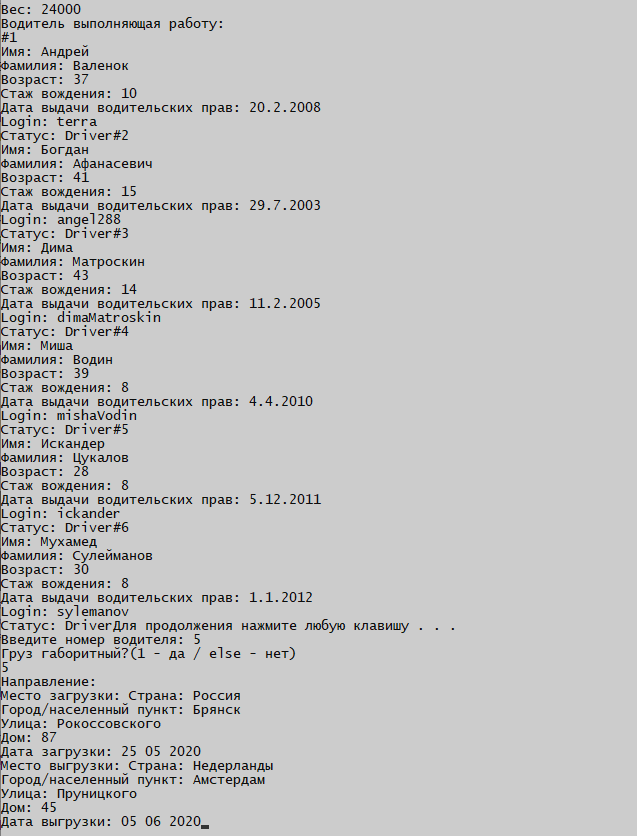 Вес: 24000
Водитель выполняющая работу:
#1
Имя: Андрей
Фамилия: Валенок
Возраст: 37
Стаж вождения: 10
Дата выдачи водительских прав: 20.2.2008
Login: terra
Статус: Driver#2
Имя: Богдан
Фамилия: Афанасевич
Возраст: 41
Стаж вождения: 15
Дата выдачи водительских прав: 29.7.2003
Login: angel288
Статус: Driver#3
Имя: Дима
Фамилия: Матроскин
Возраст: 43
Стаж вождения: 14
Дата выдачи водительских прав: 11.2.2005
Login: dimaMatroskin
Статус: Driver#4
Имя: Миша
Фамилия: Водин
Возраст: 39
Стаж вождения: 8
Дата выдачи водительских прав: 4.4.2010
Login: mishaVodin
Статус: Driver#5
Имя: Искандер
Фамилия: Цукалов
Возраст: 28
Стаж вождения: 8
Дата выдачи водительских прав: 5.12.2011
Login: ickander
Статус: Driver#6
Имя: Мухамед
Фамилия: Сулейманов
Возраст: 30
Стаж вождения: 8
Дата выдачи водительских прав: 1.1.2012
Login: sylemanov
Статус: DriverДля продолжения нажмите любую клавишу . . .
Введите номер водителя: 5
Груз габоритный?(1 - да / else - нет)
5
Направление:
Место загрузки: Страна: Россия
Город/населенный пункт: Брянск
Улица: Рокоссовского
Дом: 87
Дата загрузки: 25 05 2020
Место выгрузки: Страна: Недерланды
Город/населенный пункт: Амстердам
Улица: Пруницкого
Дом: 45
Дата выгрузки: 05 06 2020